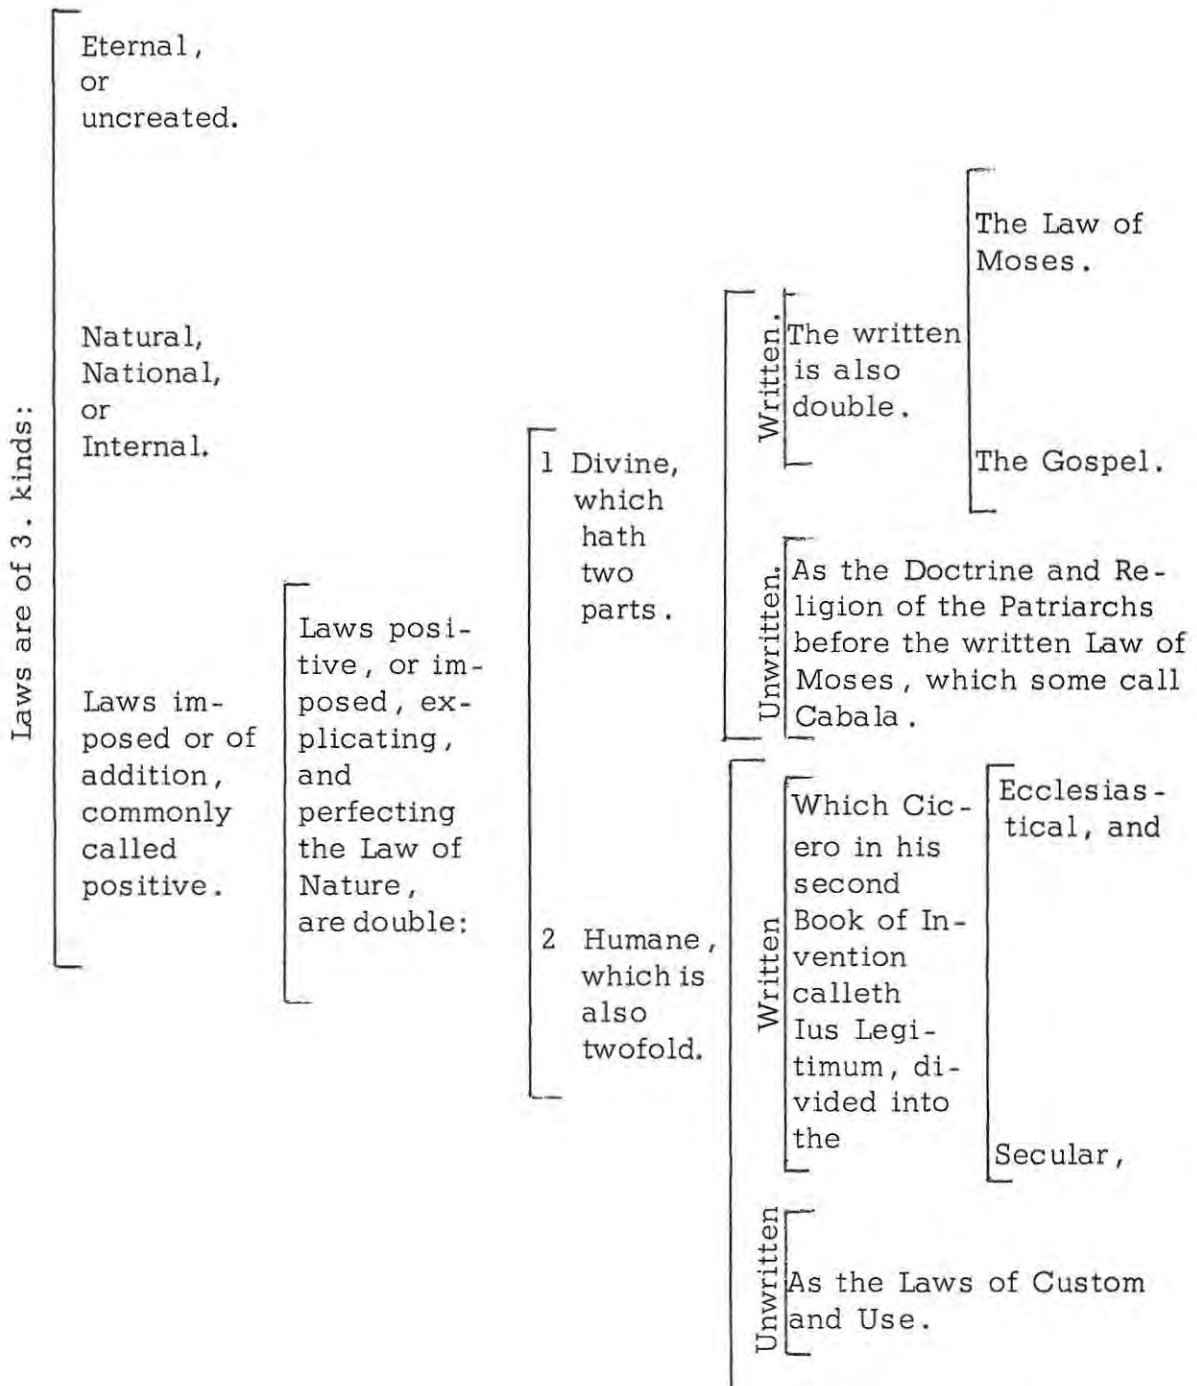 Laws are of 3. kinds:
Eternal,
or
uncreated.
Natural,
National,
or
Internal.
Laws im-
posed or of
addition,
commonly
called
positive.
Laws posi-
tive, or im-
posed, ex-
plicating,
and
perfecting
the Law of
Nature,
are double:
1 Divine,
which
hath
two
parts.
Written.
The written
is also
double.
The Law of
Moses.
The Gospel.
Unwritten.
As the Doctrine and Re-
ligion of the Patriarchs
before the written Law of
Moses, which some call
Cabala.
2 Humane,
which is
also
twofold.
Written
Which Cic-
ero in his
second
Book of In-
vention
calleth
Ius Legi-
timum, di-
vided into
the
Ecclesias-
tical, and
Secular,
Unwritten
As the Laws of Custom
and Use.